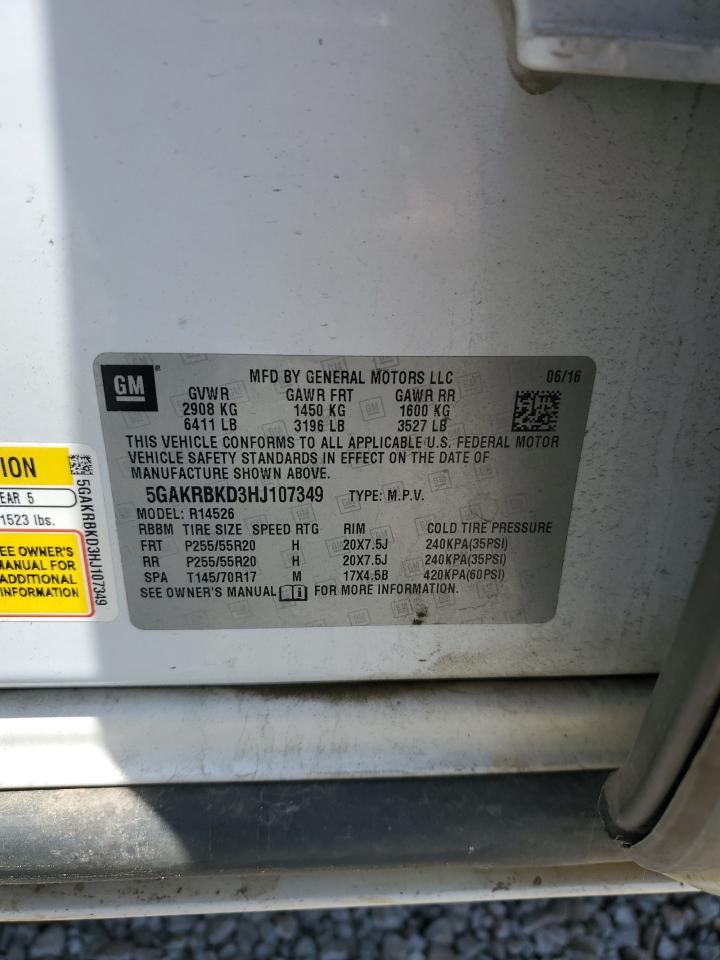 GM
MFD BY GENERAL MOTORS LLC 06/16
GVWR GAWR FRT GAWR RR
2908 KG 1450 KG 1600 KG
6411 LB 3196 LB 3527 LB
THIS VEHICLE CONFORMS TO ALL APPLICABLE U.S. FEDERAL MOTOR
VEHICLE SAFETY STANDARDS IN EFFECT ON THE DATE OF
MANUFACTURE SHOWN ABOVE.
5GAKRBKD3HJ107349 TYPE: M.P.V.
MODEL: R14526
RBBM TIRE SIZE SPEED RTG RIM COLD TIRE PRESSURE
FRT P255/55R20 H 20X7.5J 240KPA(35PSI)
RR P255/55R20 H 20X7.5J 240KPA(35PSI)
SPA T145/70R17 M 17X4.5B 420KPA(60PSI)
SEE OWNER'S MANUAL i FOR MORE INFORMATION.
TION
EAR 5
1523 lbs.
EE OWNER'S
MANUAL FOR
ADDITIONAL
INFORMATION
5GAKRBKD3HJ107349